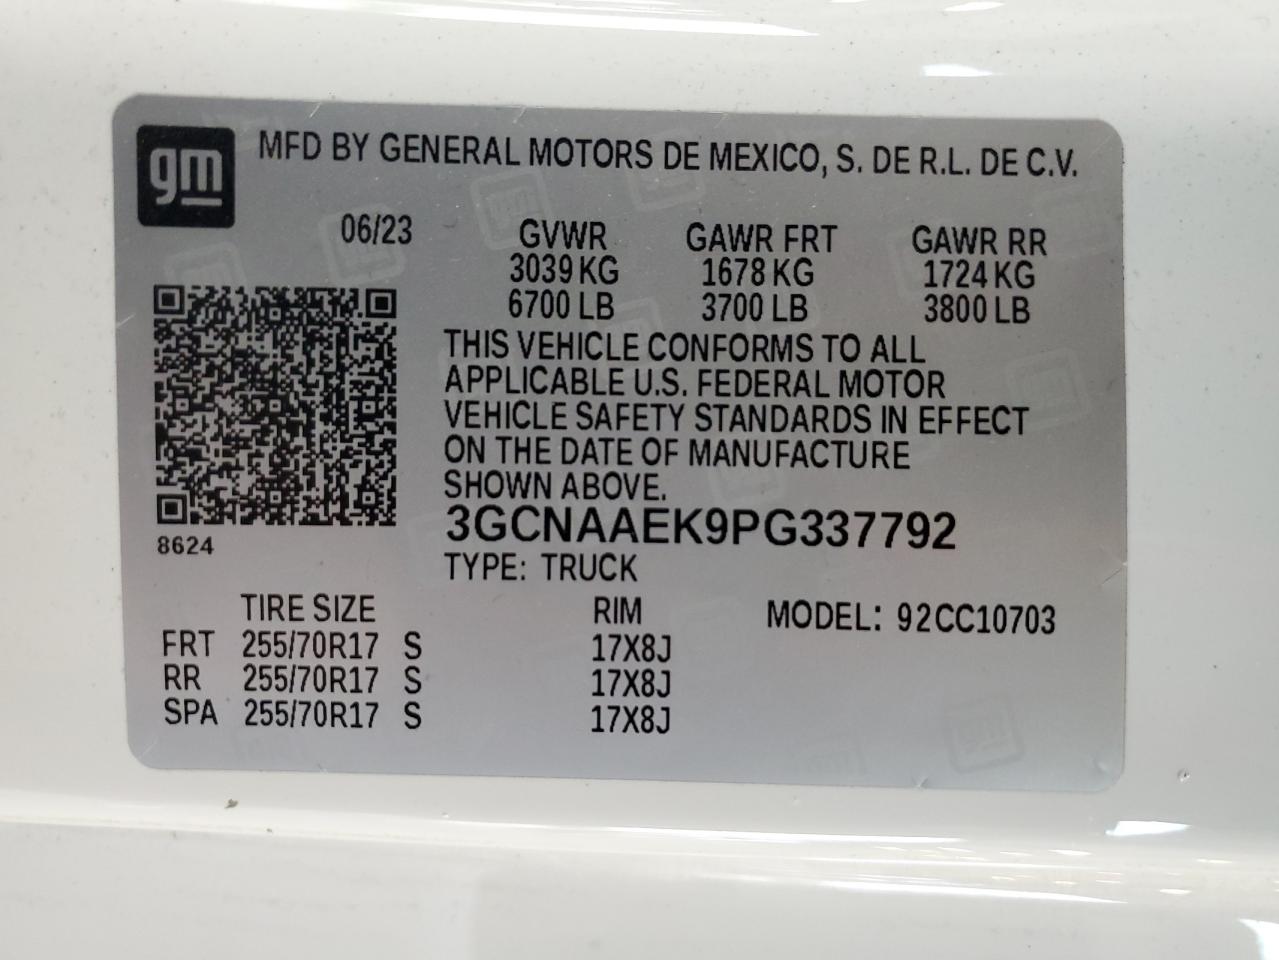 gm
MFD BY GENERAL MOTORS DE MEXICO, S. DE R.L. DE C.V.
06/23 GVWR GAWR FRT GAWR RR
3039 KG 1678 KG 1724 KG
6700 LB 3700 LB 3800 LB
THIS VEHICLE CONFORMS TO ALL
APPLICABLE U.S. FEDERAL MOTOR
VEHICLE SAFETY STANDARDS IN EFFECT
ON THE DATE OF MANUFACTURE
SHOWN ABOVE.
3GCNAAEK9PG337792
8624
TYPE: TRUCK
TIRE SIZE RIM MODEL: 92CC10703
FRT 255/70R17 S 17X8J
RR 255/70R17 S 17X8J
SPA 255/70R17 S 17X8J